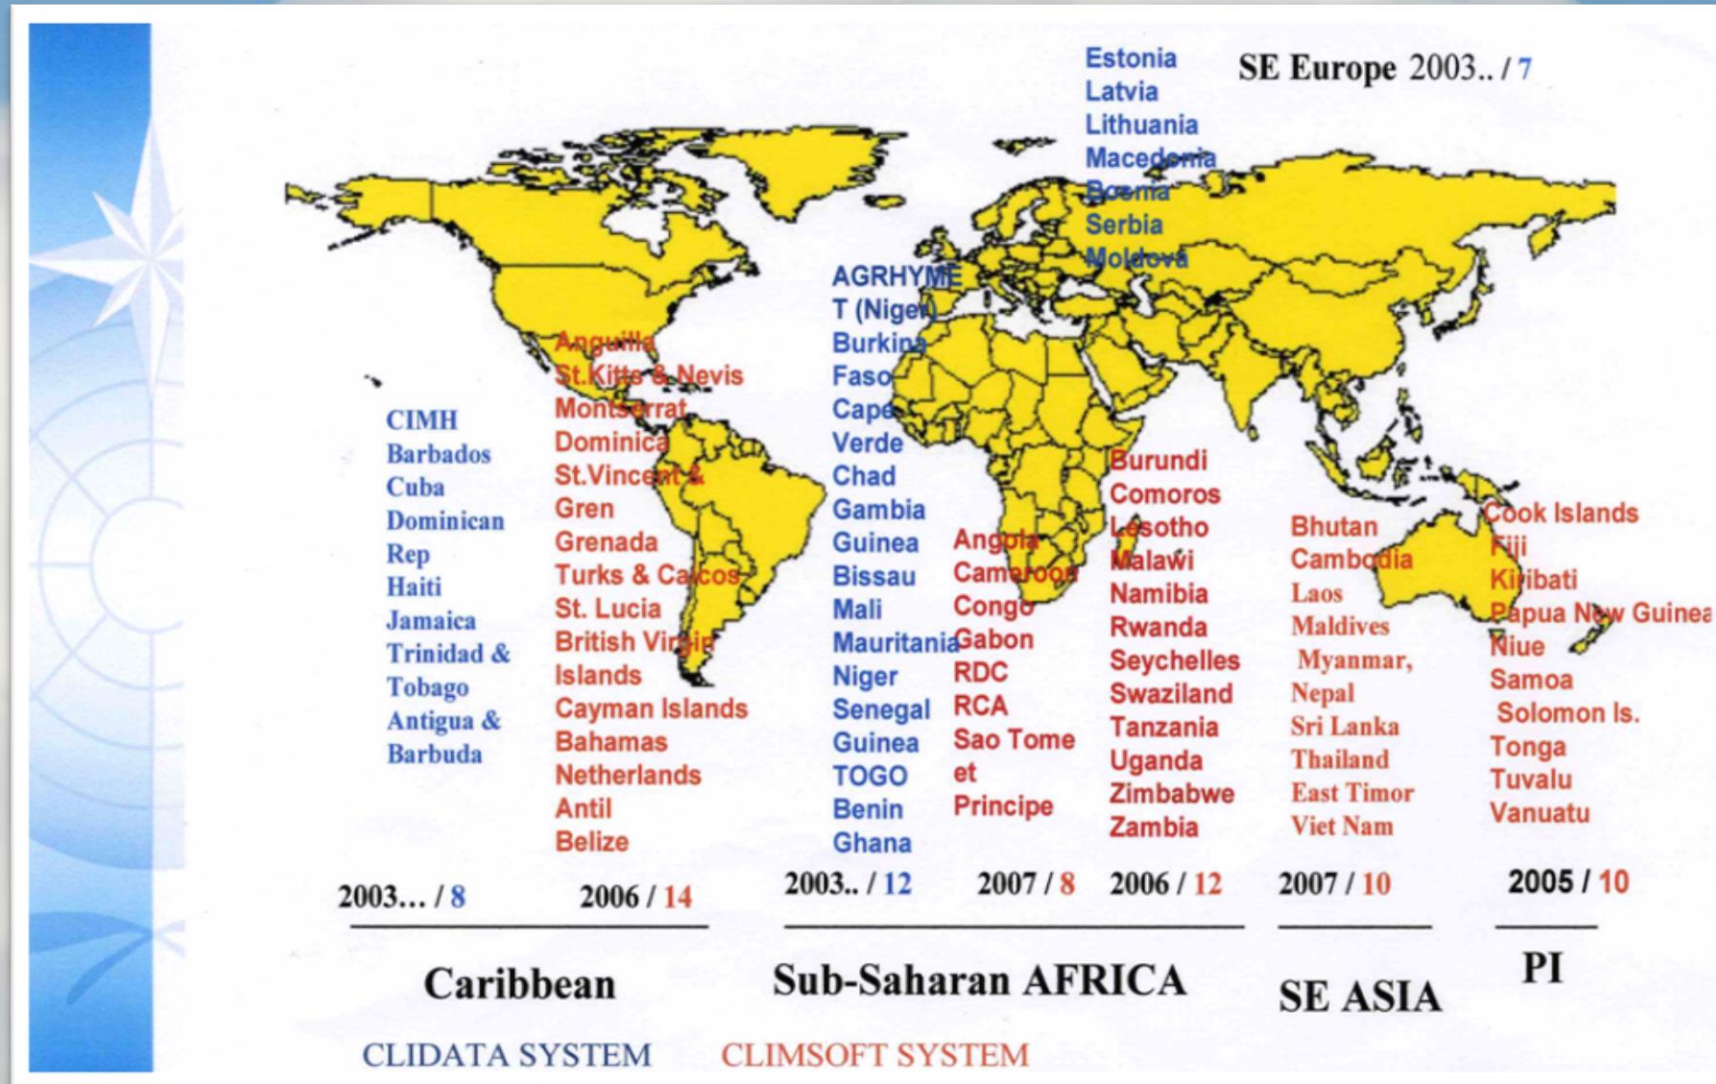 SE Europe 2003.. / 7
Estonia
Latvia
Lithuania
Macedonia
Bosnia
Serbia
Moldova
CIMH
Barbados
Cuba
Dominican
Rep
Haiti
Jamaica
Trinidad &
Tobago
Antigua &
Barbuda
Anguilla
St.Kitts & Nevis
Montserrat
Dominica
St.Vincent &
Gren
Grenada
Turks & Caicos
St. Lucia
British Virgin
Islands
Cayman Islands
Bahamas
Netherlands
Antil
Belize
AGRHYME
T (Niger)
Burkina
Faso
Cape
Verde
Chad
Gambia
Guinea
Bissau
Mali
Mauritania
Niger
Senegal
Guinea
TOGO
Benin
Ghana
Angola
Cameroon
Congo
Gabon
RDC
RCA
Sao Tome
et
Principe
Burundi
Comoros
Lesotho
Malawi
Namibia
Rwanda
Seychelles
Swaziland
Tanzania
Uganda
Zimbabwe
Zambia
Bhutan
Cambodia
Laos
Maldives
Myanmar,
Nepal
Sri Lanka
Thailand
East Timor
Viet Nam
Cook Islands
Fiji
Kiribati
Papua New Guinea
Niue
Samoa
Solomon Is.
Tonga
Tuvalu
Vanuatu
2003... / 8
2006 / 14
2003.. / 12
2007 / 8
2006 / 12
2007 / 10
2005 / 10
Caribbean
Sub-Saharan AFRICA
SE ASIA
PI
CLIDATA SYSTEM
CLIMSOFT SYSTEM